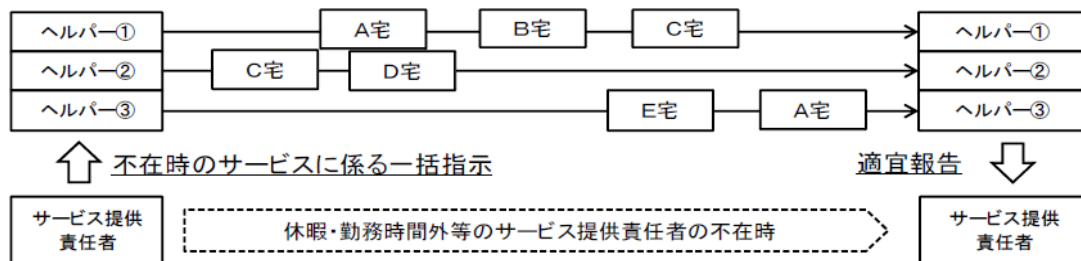 ヘルパー① A宅 B宅 C宅 ヘルパー①
ヘルパー② C宅 D宅 ヘルパー②
ヘルパー③ E宅 A宅 ヘルパー③
不在時のサービスに係る一括指示 適宜報告
サービス提供
責任者
休暇・勤務時間外等のサービス提供責任者の不在時
サービス提供
責任者